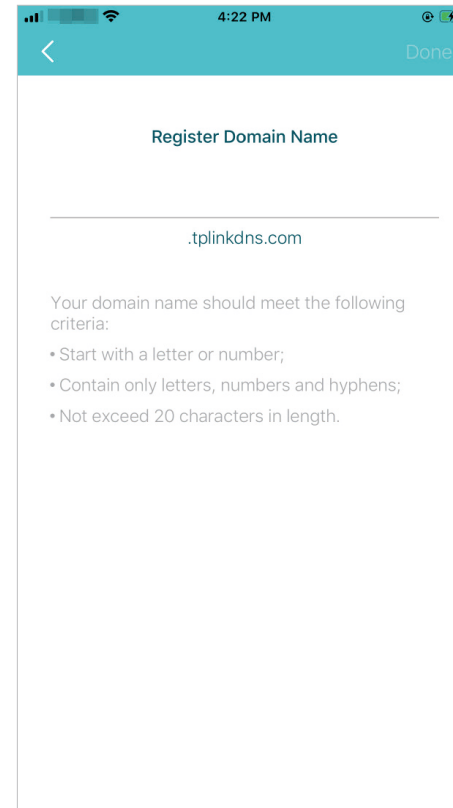 4:22 PM
Done
Register Domain Name
.tplinkdns.com
Your domain name should meet the following
criteria:
• Start with a letter or number;
• Contain only letters, numbers and hyphens;
• Not exceed 20 characters in length.